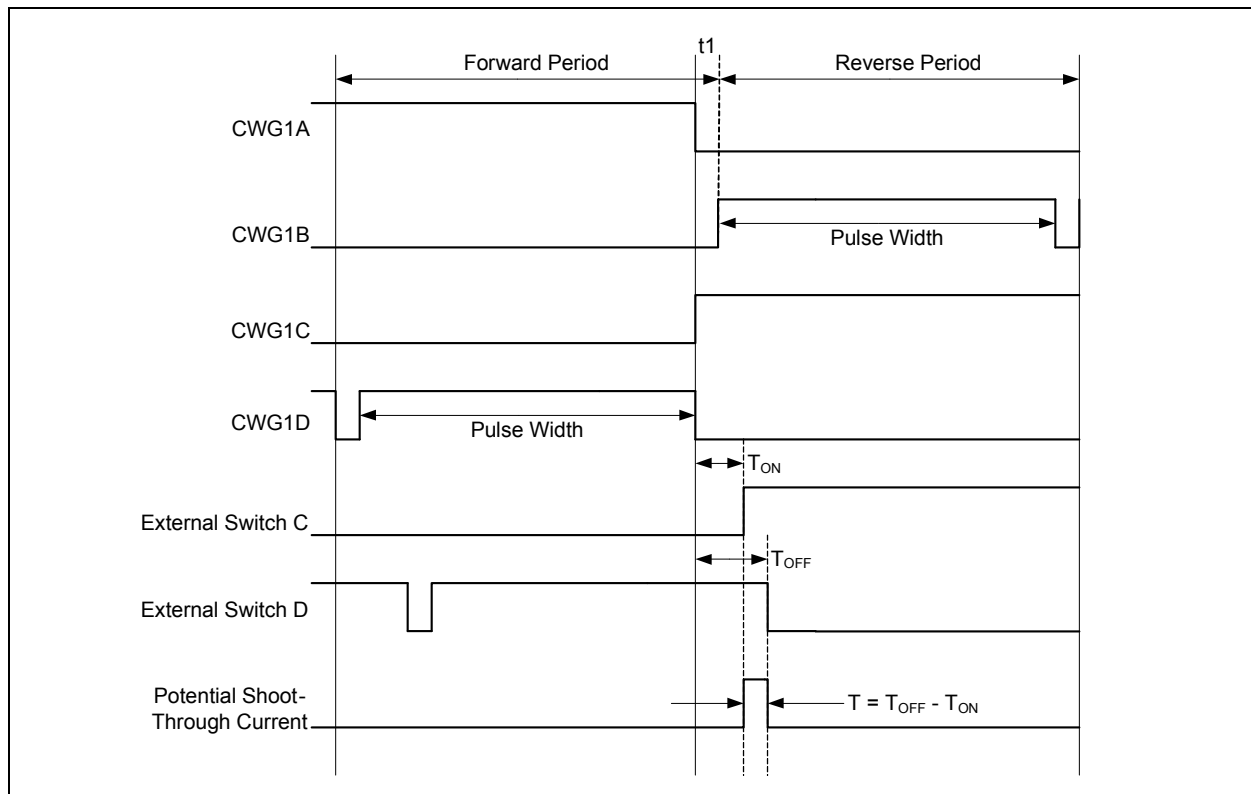 t1
Forward Period
Reverse Period
CWG1A
CWG1B
Pulse Width
CWG1C
CWG1D
Pulse Width
TON
External Switch C
TOFF
External Switch D
Potential Shoot-
Through Current
T = TOFF - TON